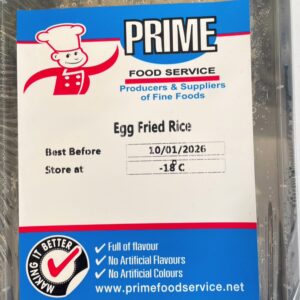 PRIME
FOOD SERVICE
Producers & Suppliers
of Fine Foods
Egg Fried Rice
Best Before 10/01/2026
Store at -18°C
MAKING IT BETTER
✓ Full of flavour
✓ No Artificial Flavours
✓ No Artificial Colours
www.primefoodservice.net